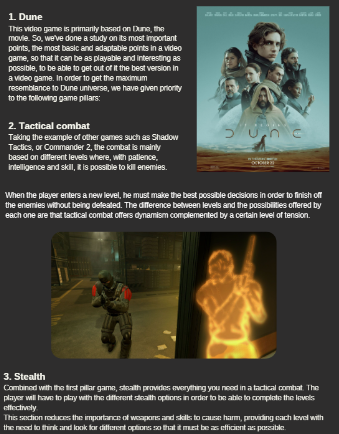 1. Dune
This video game is primarily based on Dune, the
movie. So, we've done a study on its most important
points, the most basic and adaptable points in a video
game, so that it can be as playable and interesting as
possible, to be able to get out of it the best version in
a video game. In order to get the maximum
resemblance to Dune universe, we have given priority
to the following game pillars:
DUNE
OCTOBER 22
2. Tactical combat
Taking the example of other games such as Shadow
Tactics, or Commander 2, the combat is mainly
based on different levels where, with patience,
intelligence and skill, it is possible to kill enemies.
When the player enters a new level, he must make the best possible decisions in order to finish off
the enemies without being defeated. The difference between levels and the possibilities offered by
each one are that tactical combat offers dynamism complemented by a certain level of tension.
3. Stealth
Combined with the first pillar game, stealth provides everything you need in a tactical combat. The
player will have to play with the different stealth options in order to be able to complete the levels
effectively.
This section reduces the importance of weapons and skills to cause harm, providing each level with
the need to think and look for different options so that it must be as efficient as possible.